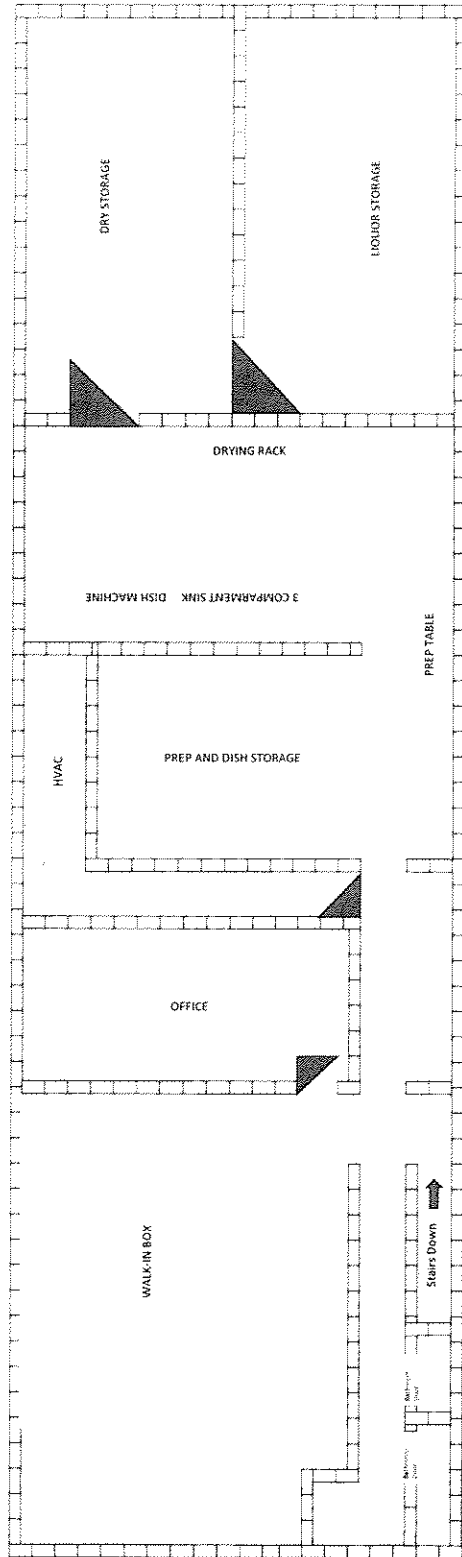 DRY STORAGE
LIQUOR STORAGE
DRYING RACK
3 COMPARMENT SINK DISH MACHINE
PREP TABLE
HVAC
PREP AND DISH STORAGE
OFFICE
WALK-IN BOX
Stairs Down